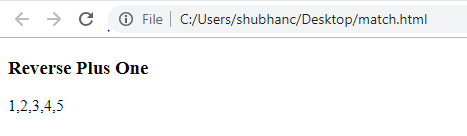 File C:/Users/shubhanc/Desktop/match.html
Reverse Plus One
1,2,3,4,5